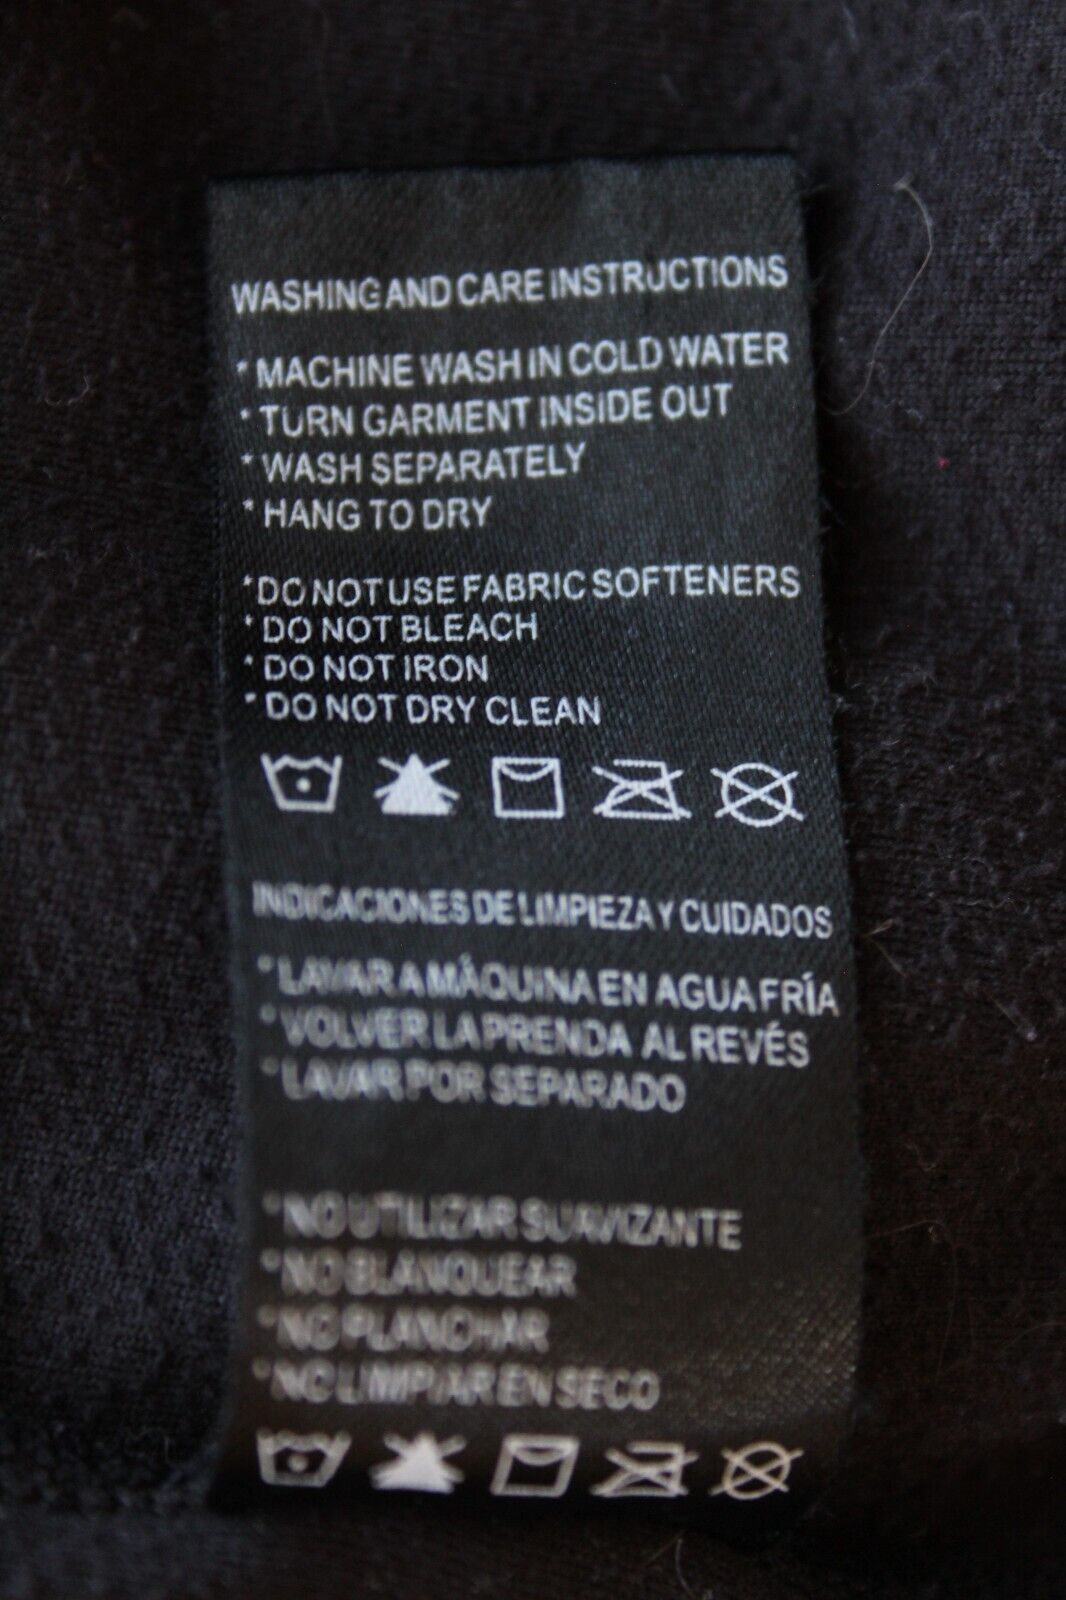 WASHING AND CARE INSTRUCTIONS
* MACHINE WASH IN COLD WATER
* TURN GARMENT INSIDE OUT
* WASH SEPARATELY
* HANG TO DRY
* DO NOT USE FABRIC SOFTENERS
* DO NOT BLEACH
* DO NOT IRON
* DO NOT DRY CLEAN
INDICACIONES DE LIMPIEZA Y CUIDADOS
* LAVAR A MÁQUINA EN AGUA FRÍA
* VOLVER LA PRENDA AL REVÉS
* LAVAR POR SEPARADO
* NO UTILIZAR SUAVIZANTE
* NO BLANQUEAR
* NO PLANCHAR
* NO LIMPIAR EN SECO